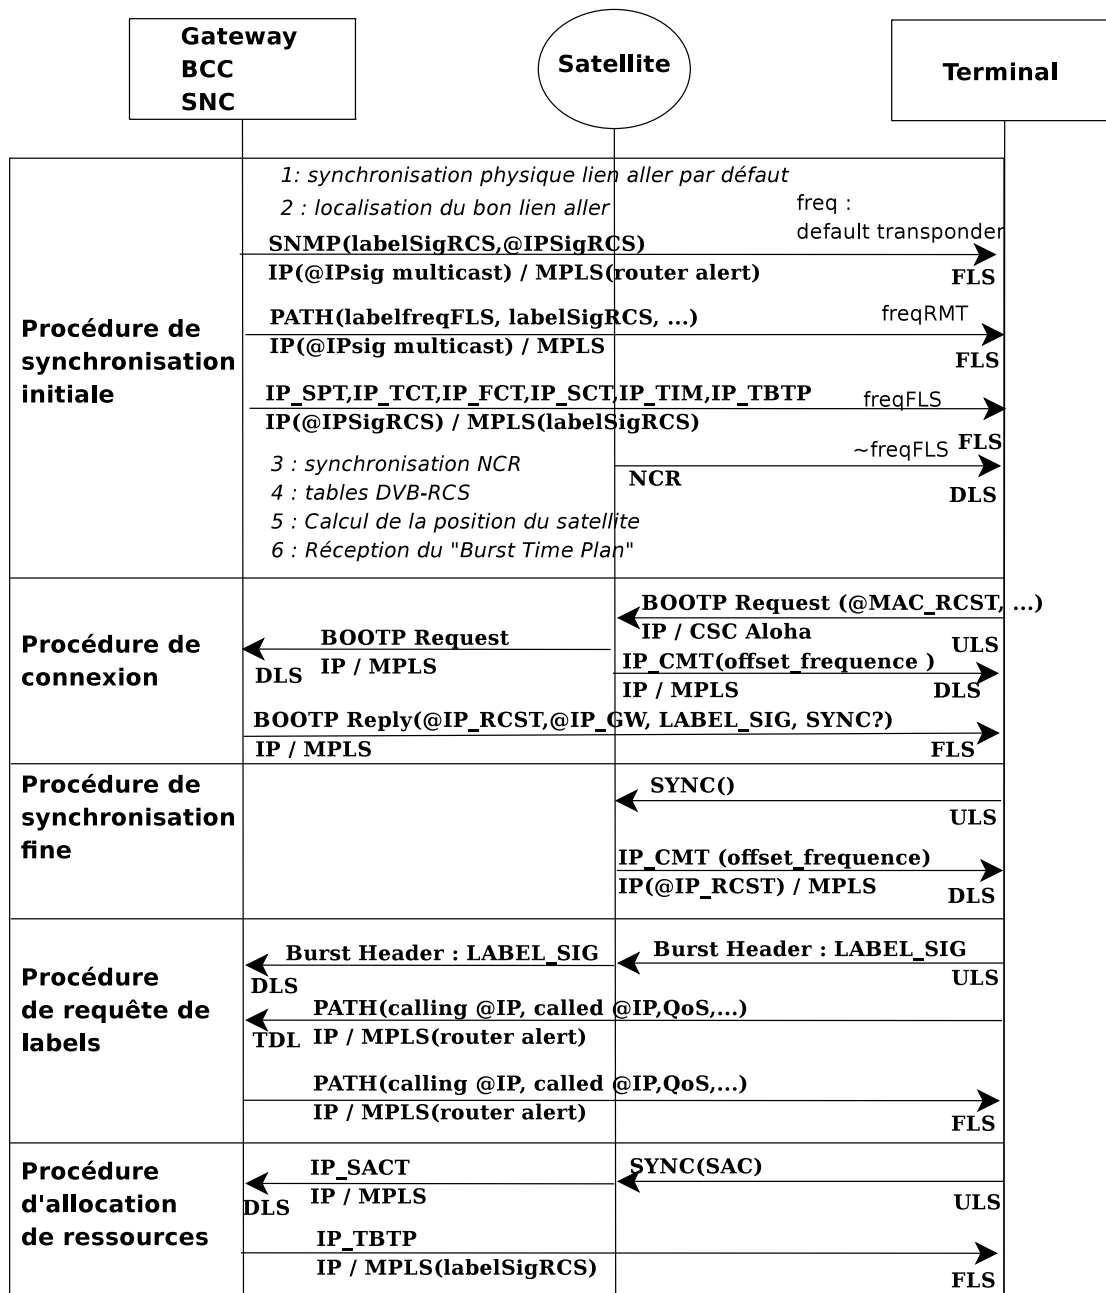 Gateway
BCC
SNC
Satellite
Terminal
Procédure de
synchronisation
initiale
1: synchronisation physique lien aller par défaut
2 : localisation du bon lien aller
freq :
default transponder
SNMP(labelSigRCS,@IPSigRCS)
IP(@IPsig multicast) / MPLS(router alert)
FLS
PATH(labelfreqFLS, labelSigRCS, ...)
freqRMT
IP(@IPsig multicast) / MPLS
FLS
IP_SPT,IP_TCT,IP_FCT,IP_SCT,IP_TIM,IP_TBTP
freqFLS
IP(@IPSigRCS) / MPLS(labelSigRCS)
FLS
~freqFLS
NCR
DLS
3 : synchronisation NCR
4 : tables DVB-RCS
5 : Calcul de la position du satellite
6 : Réception du "Burst Time Plan"
Procédure de
connexion
BOOTP Request (@MAC_RCST, ...)
IP / CSC Aloha
ULS
BOOTP Request
IP / MPLS
DLS
IP_CMT(offset_frequence )
IP / MPLS
DLS
BOOTP Reply(@IP_RCST,@IP_GW, LABEL_SIG, SYNC?)
IP / MPLS
FLS
Procédure de
synchronisation
fine
SYNC()
ULS
IP_CMT (offset_frequence)
IP(@IP_RCST) / MPLS
DLS
Procédure
de requête de
labels
Burst Header : LABEL_SIG
ULS
Burst Header : LABEL_SIG
DLS
PATH(calling @IP, called @IP,QoS,...)
TDL
IP / MPLS(router alert)
PATH(calling @IP, called @IP,QoS,...)
IP / MPLS(router alert)
FLS
Procédure
d'allocation
de ressources
SYNC(SAC)
ULS
IP_SACT
IP / MPLS
DLS
IP_TBTP
IP / MPLS(labelSigRCS)
FLS